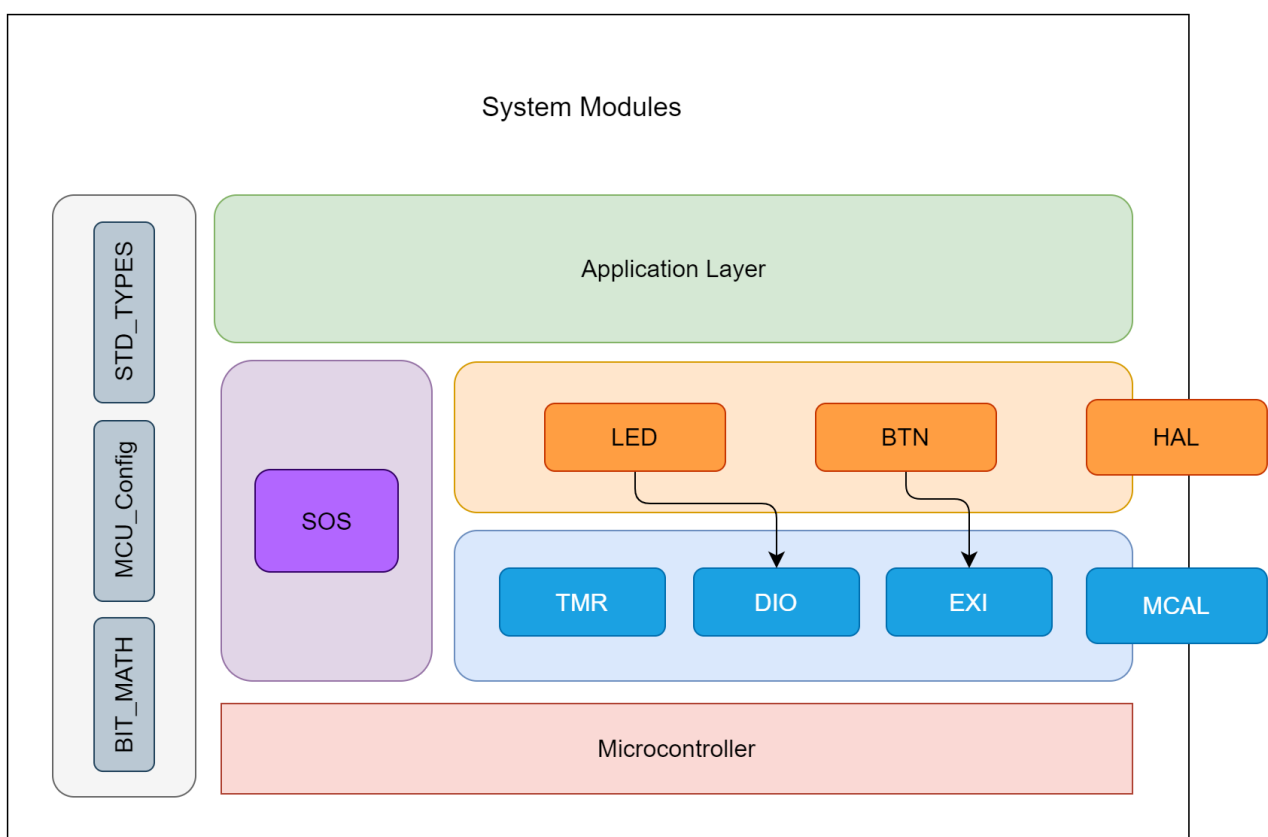 System Modules
STD_TYPES
MCU_Config
BIT_MATH
Application Layer
SOS
LED
BTN
HAL
TMR
DIO
EXI
MCAL
Microcontroller